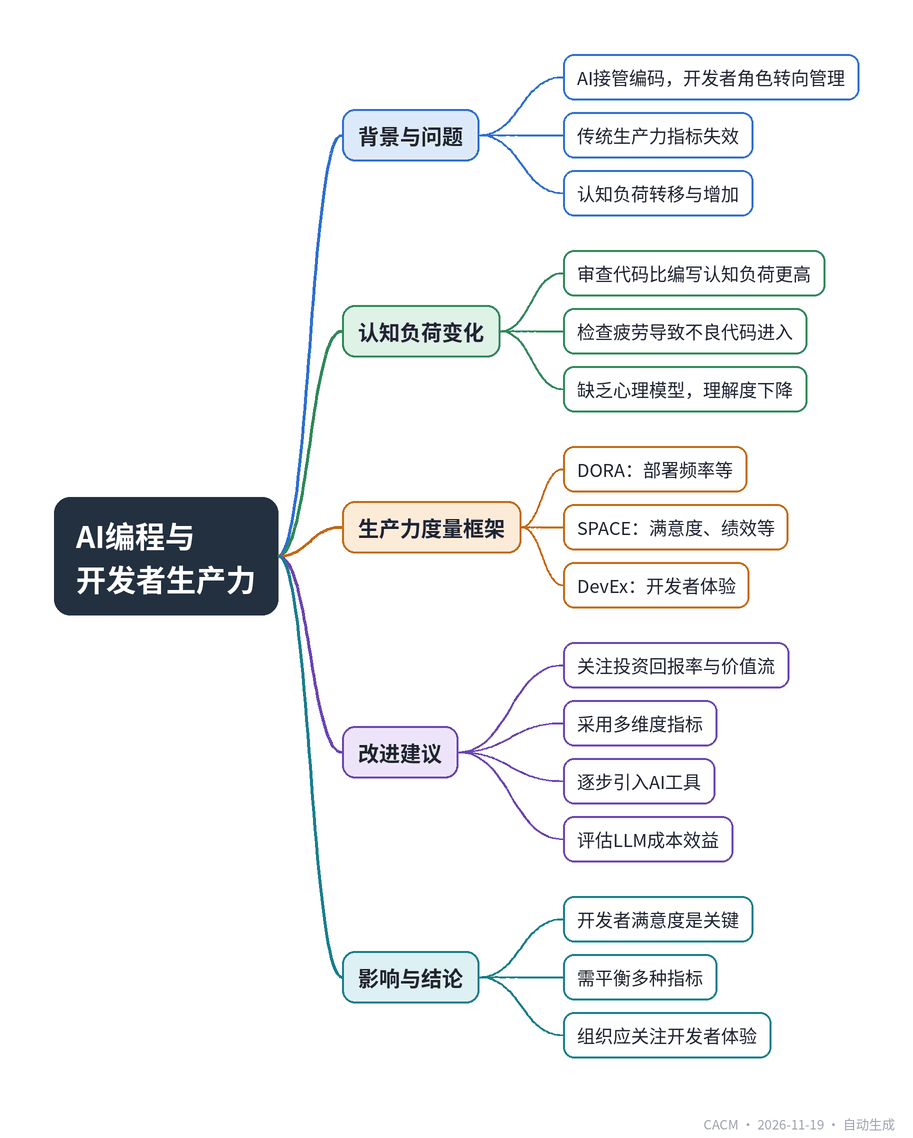 AI编程与
开发者生产力
背景与问题
AI接管编码，开发者角色转向管理
传统生产力指标失效
认知负荷转移与增加
认知负荷变化
审查代码比编写认知负荷更高
检查疲劳导致不良代码进入
缺乏心理模型，理解度下降
生产力度量框架
DORA：部署频率等
SPACE：满意度、绩效等
DevEx：开发者体验
改进建议
关注投资回报率与价值流
采用多维度指标
逐步引入AI工具
评估LLM成本效益
影响与结论
开发者满意度是关键
需平衡多种指标
组织应关注开发者体验
CACM • 2026-11-19 • 自动生成